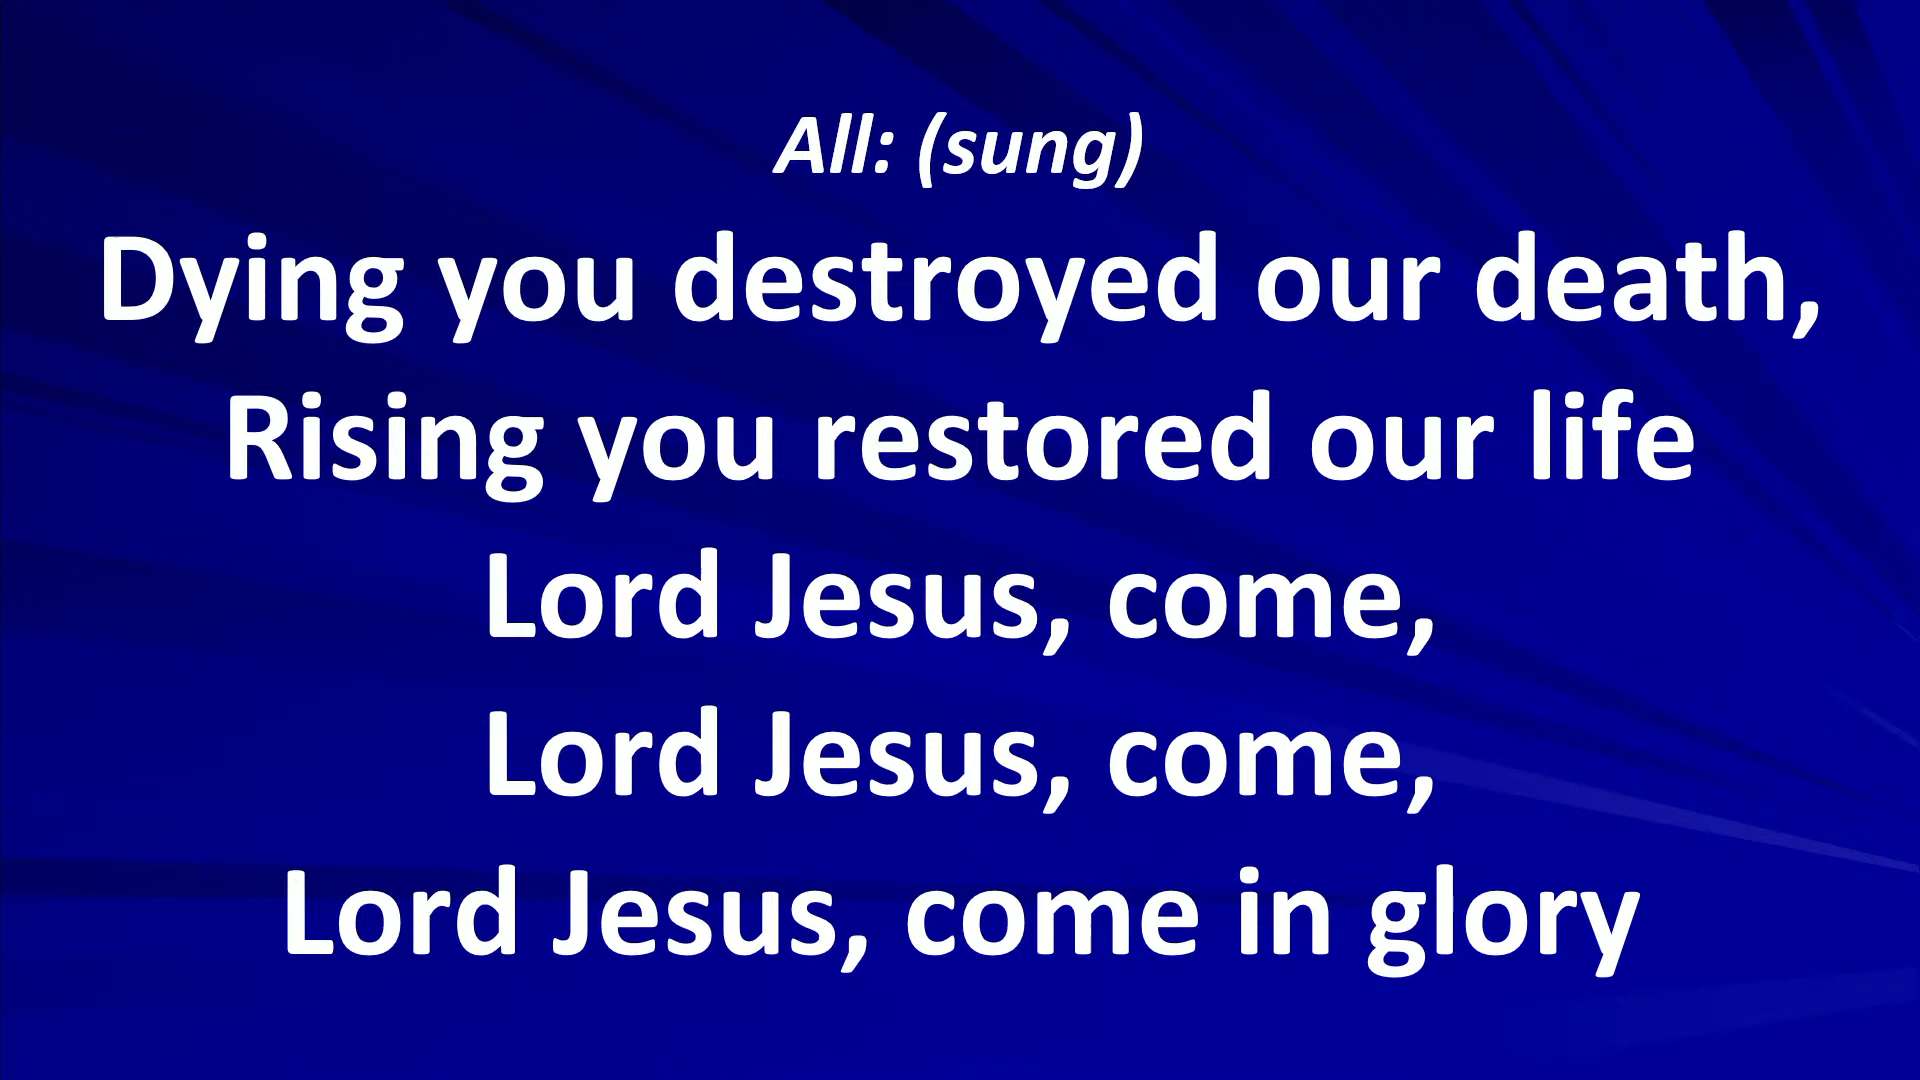 All: (sung)
Dying you destroyed our death,
Rising you restored our life
Lord Jesus, come,
Lord Jesus, come,
Lord Jesus, come in glory